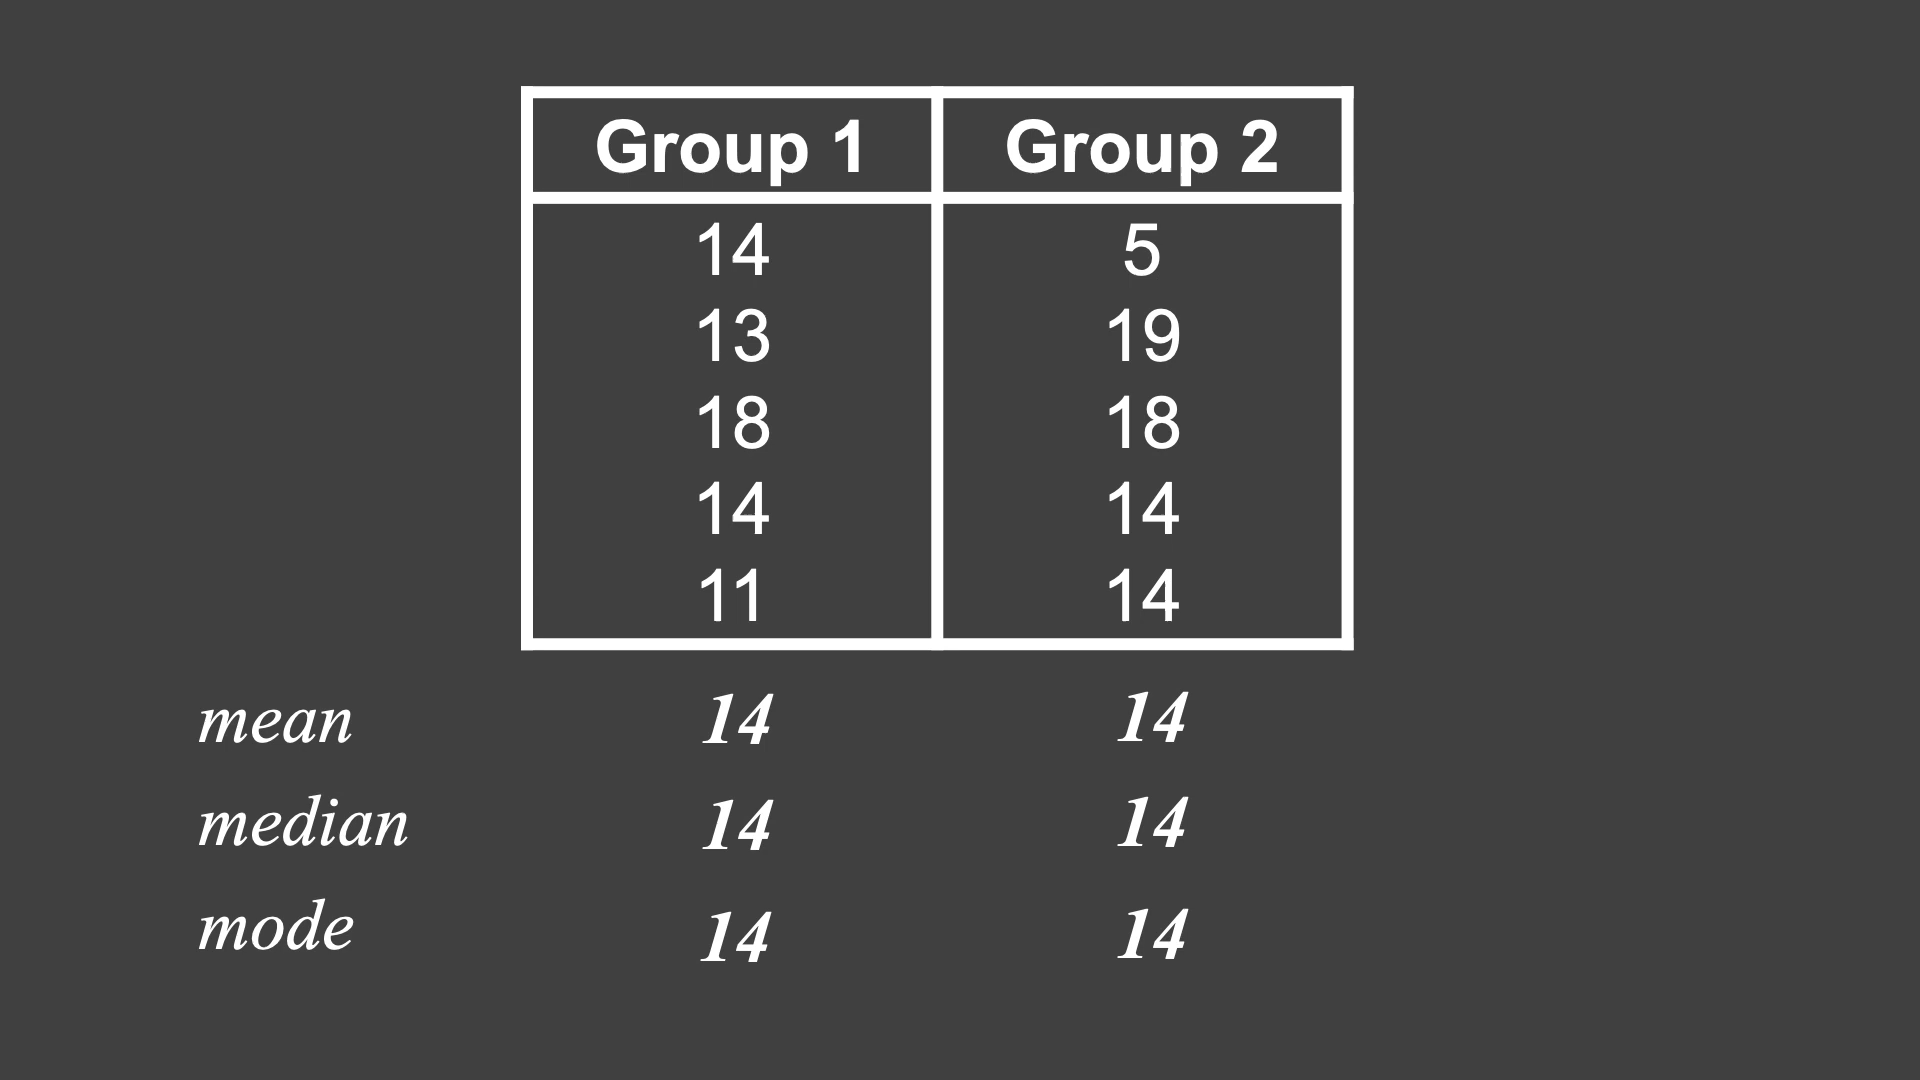 Group 1 Group 2
14 5
13 19
18 18
14 14
11 14
mean 14 14
median 14 14
mode 14 14